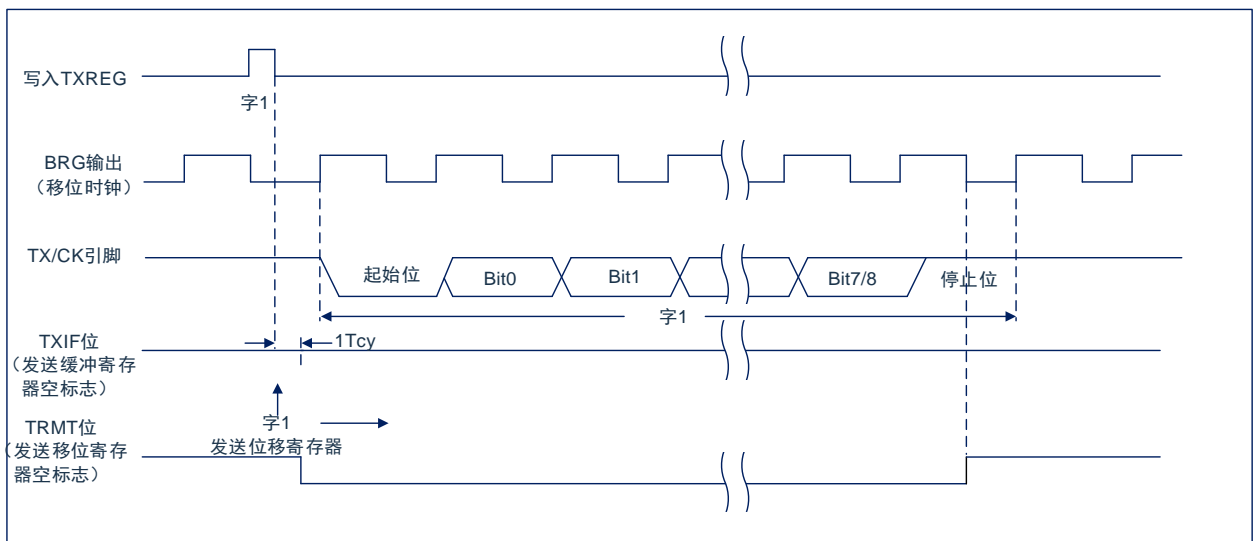 写入TXREG
字1
BRG输出
（移位时钟）
TX/CK引脚
起始位
Bit0
Bit1
Bit7/8
停止位
字1
TXIF位
（发送缓冲寄存
器空标志）
1Tcy
字1
发送位移寄存器
TRMT位
（发送移位寄存
器空标志）